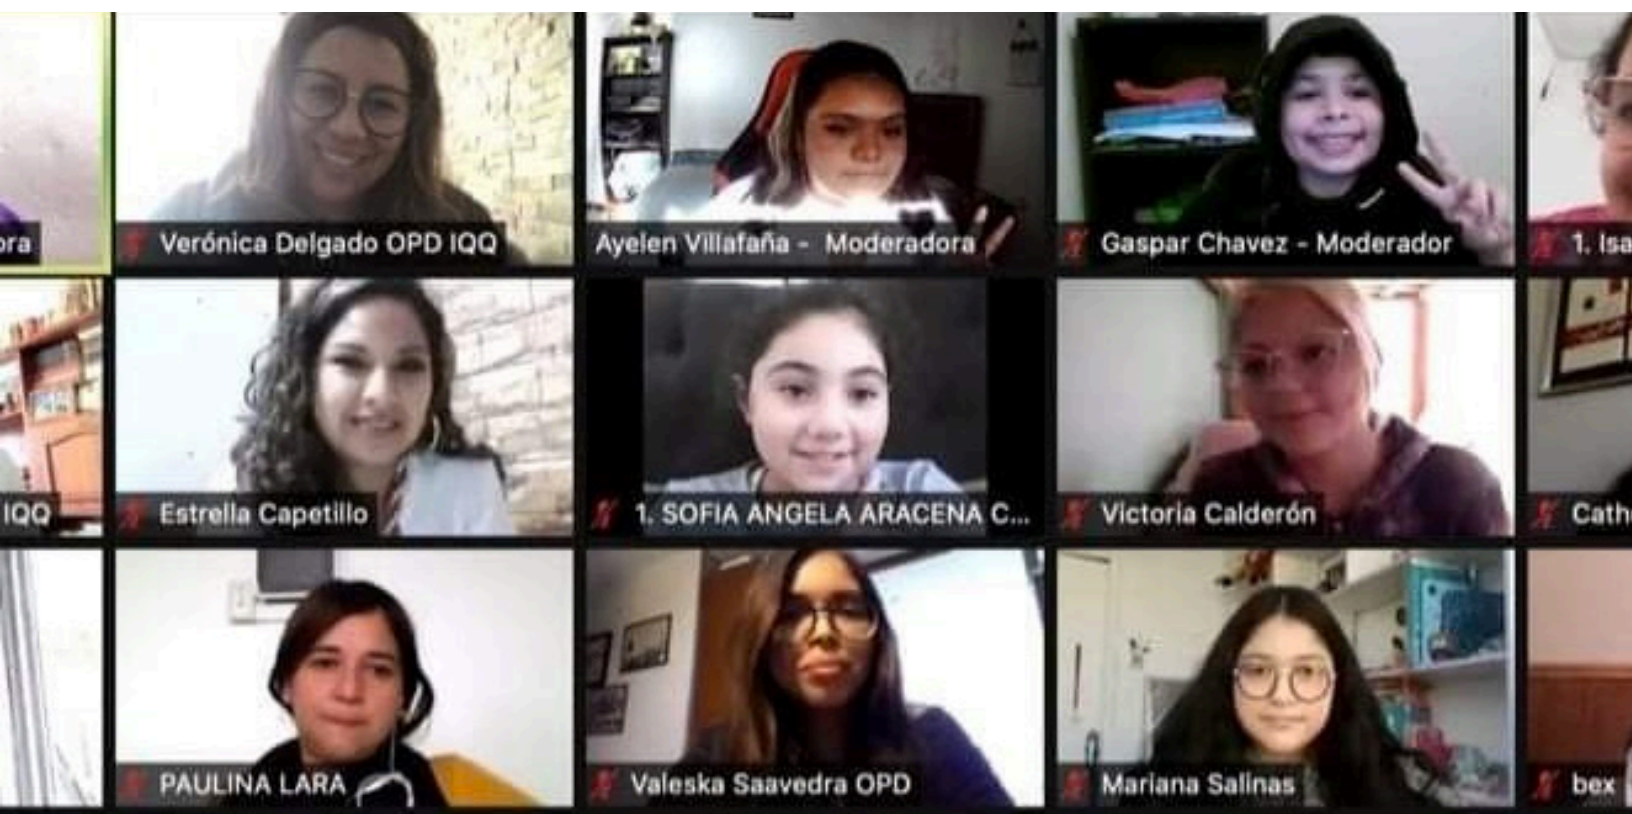 ora
Verónica Delgado OPD IQQ
Ayelen Villafaña - Moderadora
Gaspar Chavez - Moderador
1. Isa
IQQ
Estrella Capetillo
1. SOFIA ANGELA ARACENA C...
Victoria Calderón
Cath
PAULINA LARA
Valeska Saavedra OPD
Mariana Salinas
bex